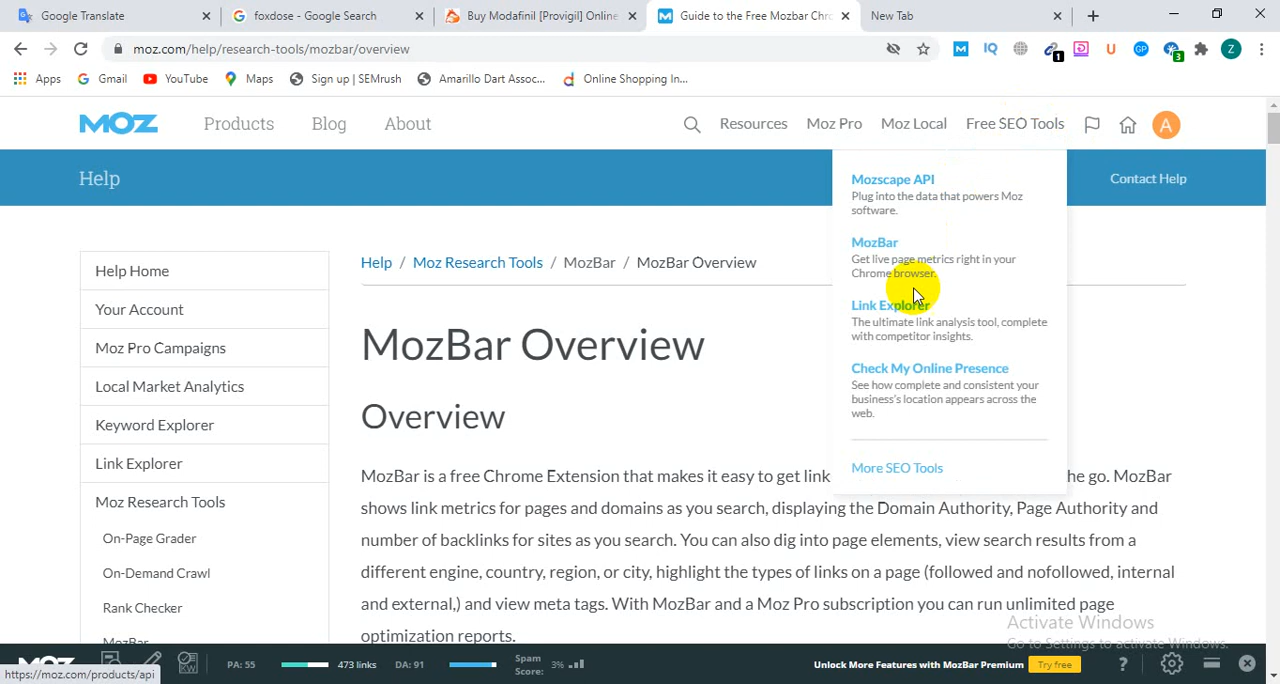 Google Translate
foxdose - Google Search
Buy Modafinil [Provigil] Online
Guide to the Free Mozbar Chro
New Tab
moz.com/help/research-tools/mozbar/overview
IQ
1
U
GP
3
Z
Apps
Gmail
YouTube
Maps
Sign up | SEMrush
Amarillo Dart Assoc...
Online Shopping In...
MOZ
Products
Blog
About
Resources
Moz Pro
Moz Local
Free SEO Tools
A
Help
Contact Help
Mozscape API
Plug into the data that powers Moz
software.
MozBar
Get live page metrics right in your
Chrome browser.
Link Explorer
The ultimate link analysis tool, complete
with competitor insights.
Check My Online Presence
See how complete and consistent your
business's location appears across the
web.
More SEO Tools
Help Home
Your Account
Moz Pro Campaigns
Local Market Analytics
Keyword Explorer
Link Explorer
Moz Research Tools
On-Page Grader
On-Demand Crawl
Rank Checker
MozBar
Help / Moz Research Tools / MozBar / MozBar Overview
MozBar Overview
Overview
MozBar is a free Chrome Extension that makes it easy to get link he go. MozBar
shows link metrics for pages and domains as you search, displaying the Domain Authority, Page Authority and
number of backlinks for sites as you search. You can also dig into page elements, view search results from a
different engine, country, region, or city, highlight the types of links on a page (followed and nofollowed, internal
and external,) and view meta tags. With MozBar and a Moz Pro subscription you can run unlimited page
optimization reports.
Activate Windows
Go to Settings to activate Windows.
MOZ
PA: 55
473 links
DA: 91
Spam
Score:
3%
Unlock More Features with MozBar Premium
Try free
?
https://moz.com/products/api